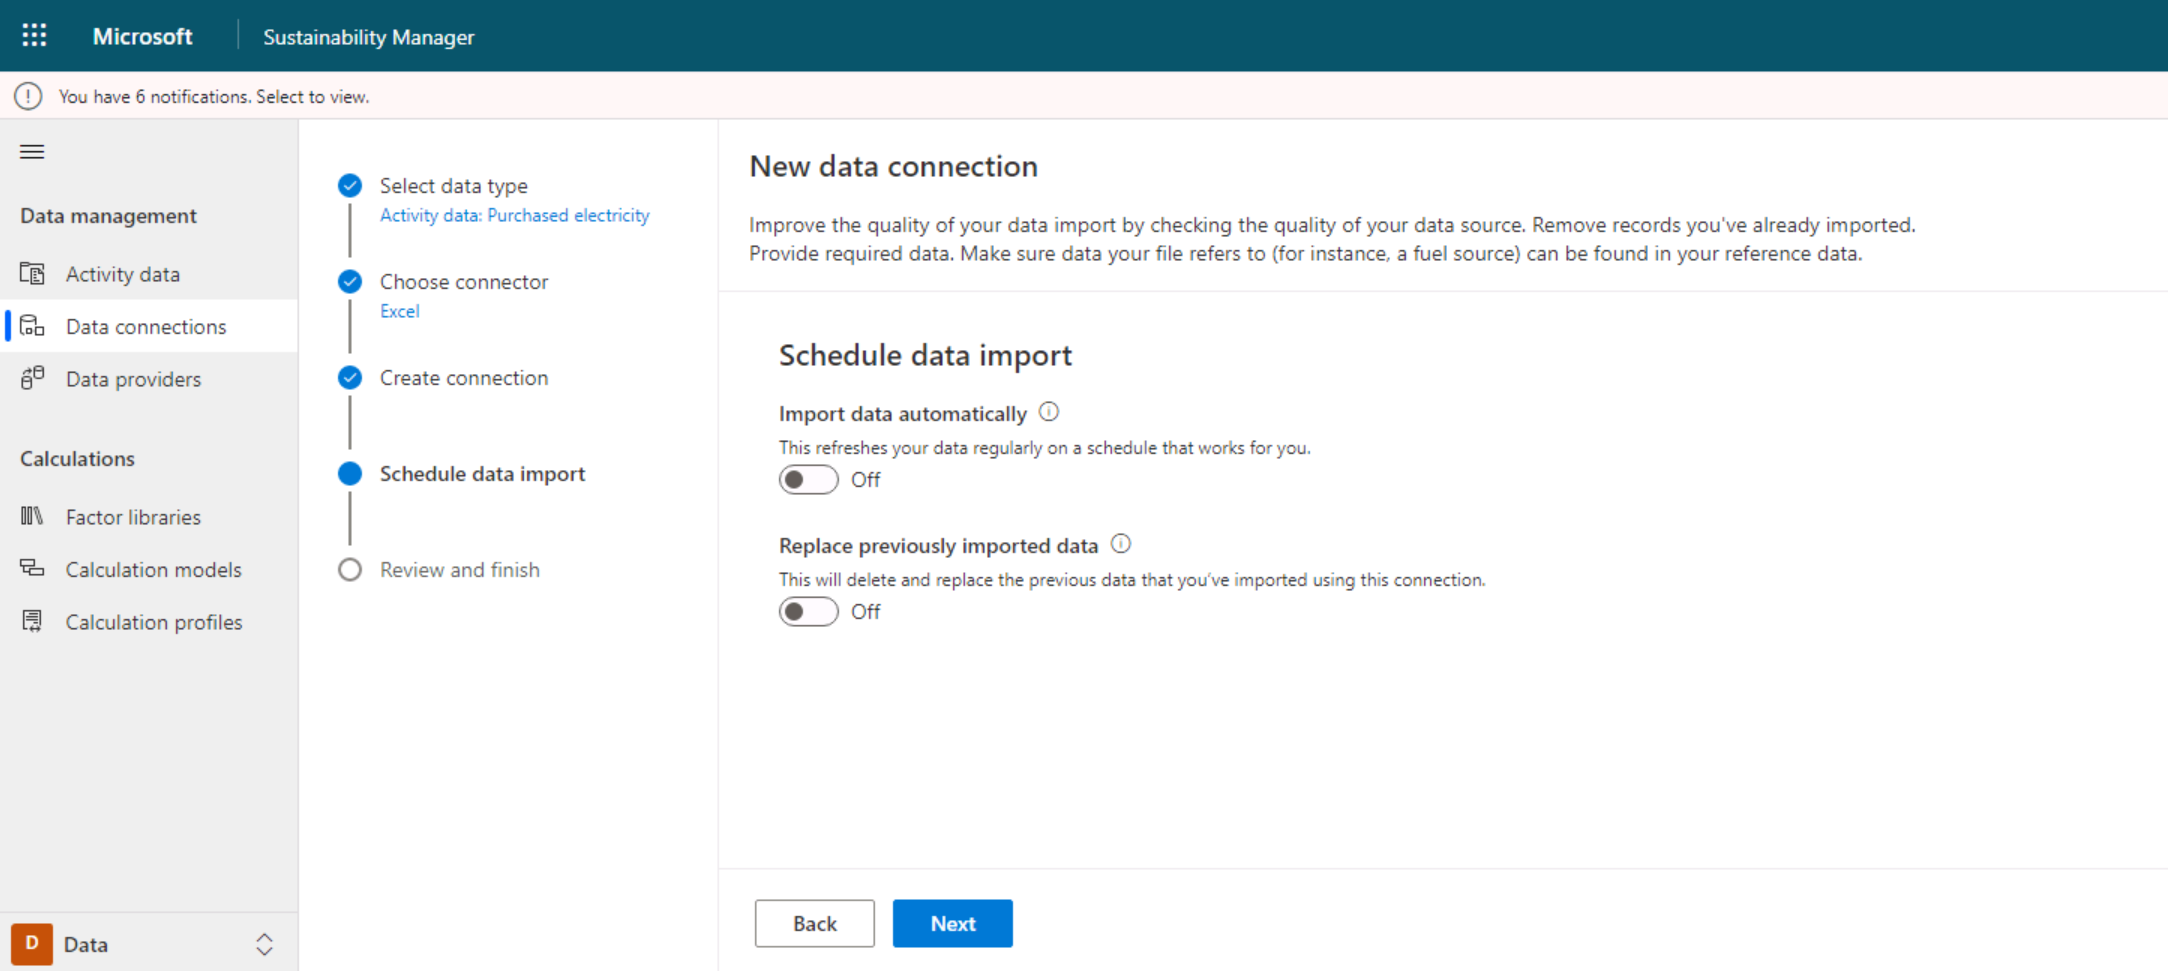 Microsoft
Sustainability Manager
You have 6 notifications. Select to view.
Data management
Activity data
Data connections
Data providers
Calculations
Factor libraries
Calculation models
Calculation profiles
D
Data
Select data type
Activity data: Purchased electricity
Choose connector
Excel
Create connection
Schedule data import
Review and finish
New data connection
Improve the quality of your data import by checking the quality of your data source. Remove records you've already imported.
Provide required data. Make sure data your file refers to (for instance, a fuel source) can be found in your reference data.
Schedule data import
Import data automatically
This refreshes your data regularly on a schedule that works for you.
Off
Replace previously imported data
This will delete and replace the previous data that you’ve imported using this connection.
Off
Back
Next